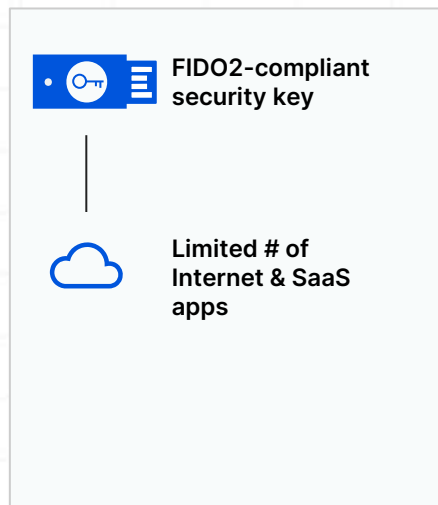 FIDO2-compliant
security key
Limited # of
Internet & SaaS
apps